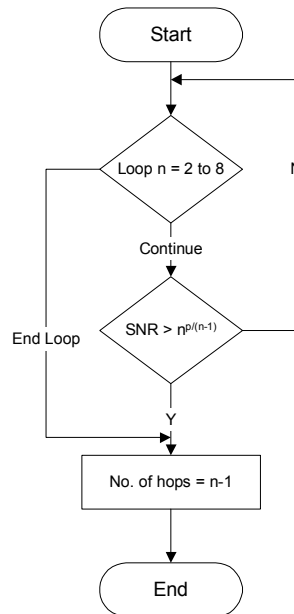 Start
Loop n = 2 to 8
Continue
SNR > n^p/(n-1)
End Loop
Y
No. of hops = n-1
End